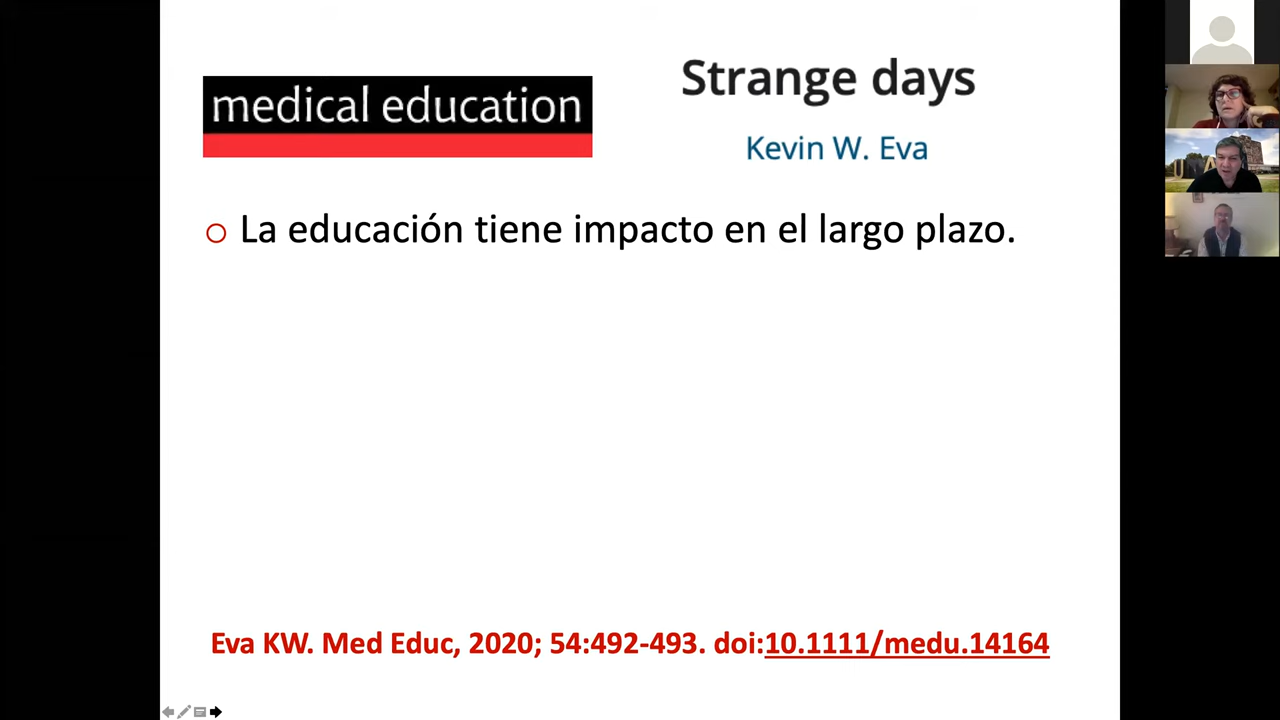 medical education
Strange days
Kevin W. Eva
La educación tiene impacto en el largo plazo.
Eva KW. Med Educ, 2020; 54:492-493. doi:10.1111/medu.14164